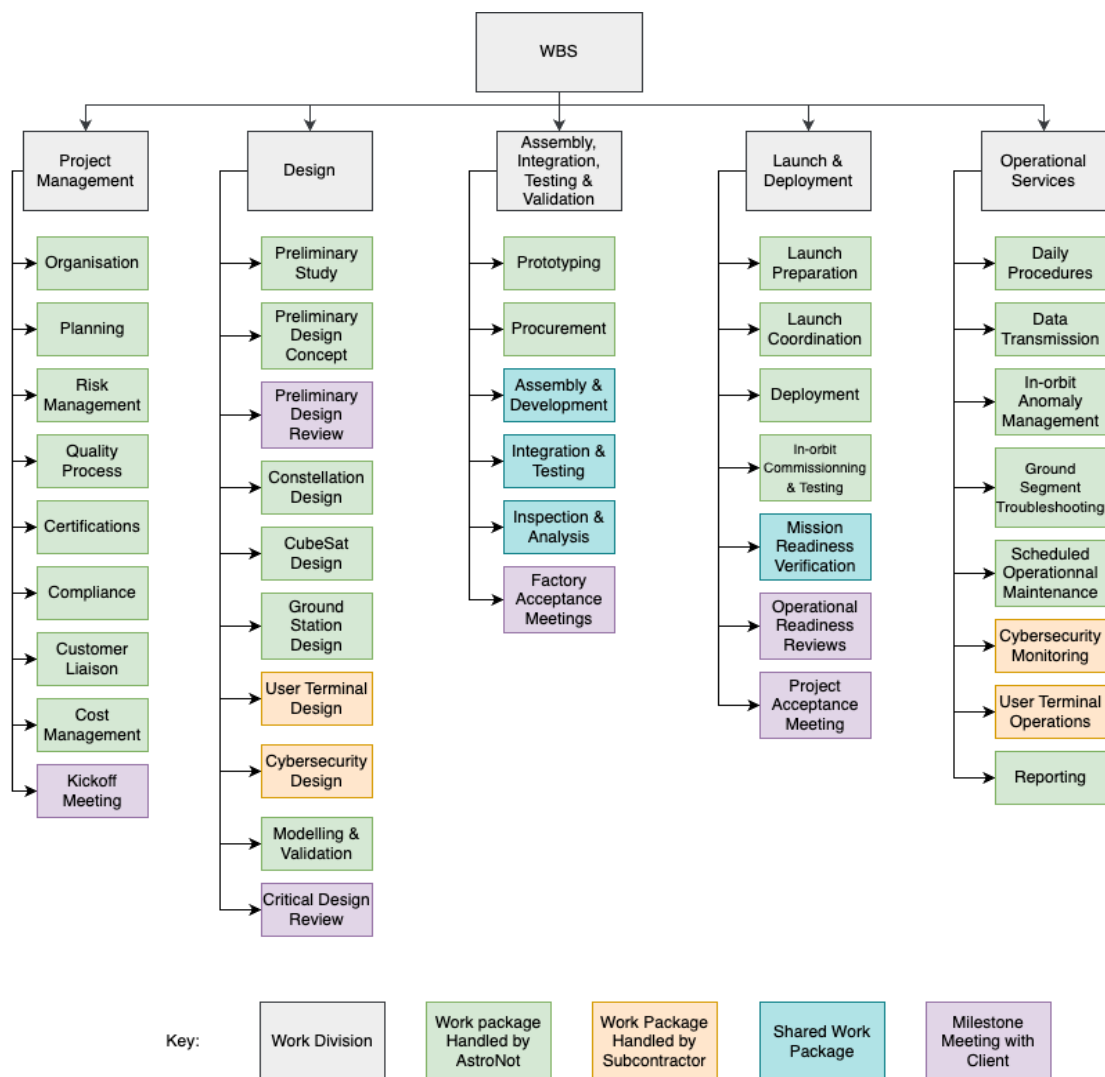 WBS
Project
Management
Organisation
Planning
Risk
Management
Quality
Process
Certifications
Compliance
Customer
Liaison
Cost
Management
Kickoff
Meeting
Design
Preliminary
Study
Preliminary
Design
Concept
Preliminary
Design
Review
Constellation
Design
CubeSat
Design
Ground
Station
Design
User Terminal
Design
Cybersecurity
Design
Modelling &
Validation
Critical Design
Review
Assembly,
Integration,
Testing &
Validation
Prototyping
Procurement
Assembly &
Development
Integration &
Testing
Inspection &
Analysis
Factory
Acceptance
Meetings
Launch &
Deployment
Launch
Preparation
Launch
Coordination
Deployment
In-orbit
Commissionning
& Testing
Mission
Readiness
Verification
Operational
Readiness
Reviews
Project
Acceptance
Meeting
Operational
Services
Daily
Procedures
Data
Transmission
In-orbit
Anomaly
Management
Ground
Segment
Troubleshooting
Scheduled
Operationnal
Maintenance
Cybersecurity
Monitoring
User Terminal
Operations
Reporting
Key:
Work Division
Work package
Handled by
AstroNot
Work Package
Handled by
Subcontractor
Shared Work
Package
Milestone
Meeting with
Client